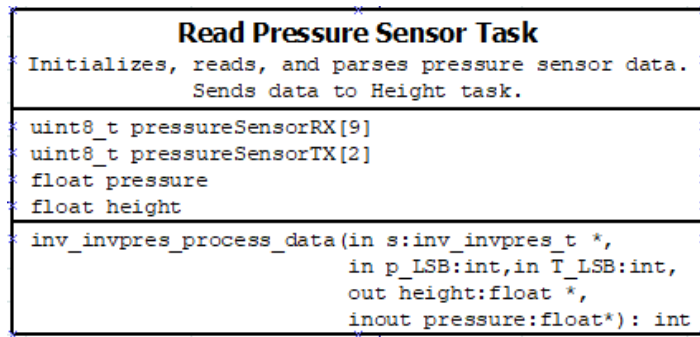 Read Pressure Sensor Task
Initializes, reads, and parses pressure sensor data.
Sends data to Height task.
uint8_t pressureSensorRX[9]
uint8_t pressureSensorTX[2]
float pressure
float height
inv_invpres_process_data(in s:inv_invpres_t *,
in p_LSB:int,in T_LSB:int,
out height:float *,
inout pressure:float*): int